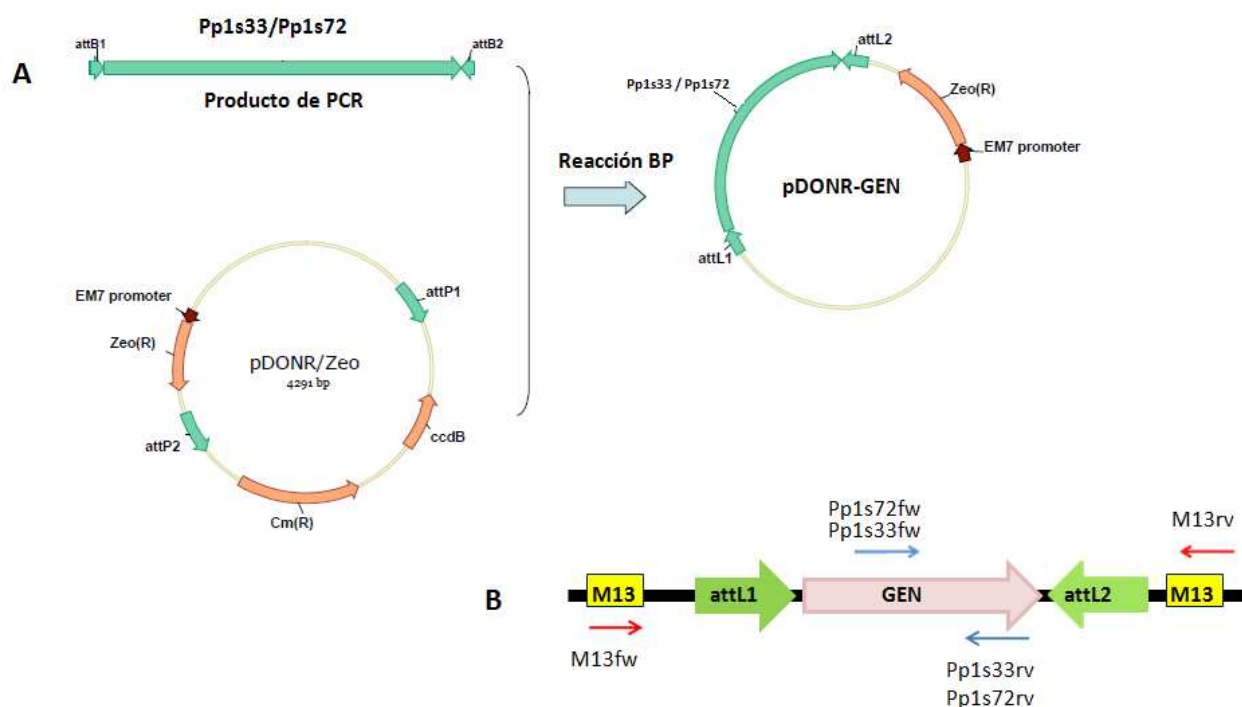 A
Pp1s33/Pp1s72
attB1
attB2
Producto de PCR
Reacción BP
attL2
Pp1s33 / Pp1s72
Zeo(R)
EM7 promoter
pDONR-GEN
attL1
EM7 promoter
attP1
Zeo(R)
pDONR/Zeo
4291 bp
attP2
ccdB
Cm(R)
B
Pp1s72fw
Pp1s33fw
M13rv
M13
attL1
GEN
attL2
M13
M13fw
Pp1s33rv
Pp1s72rv